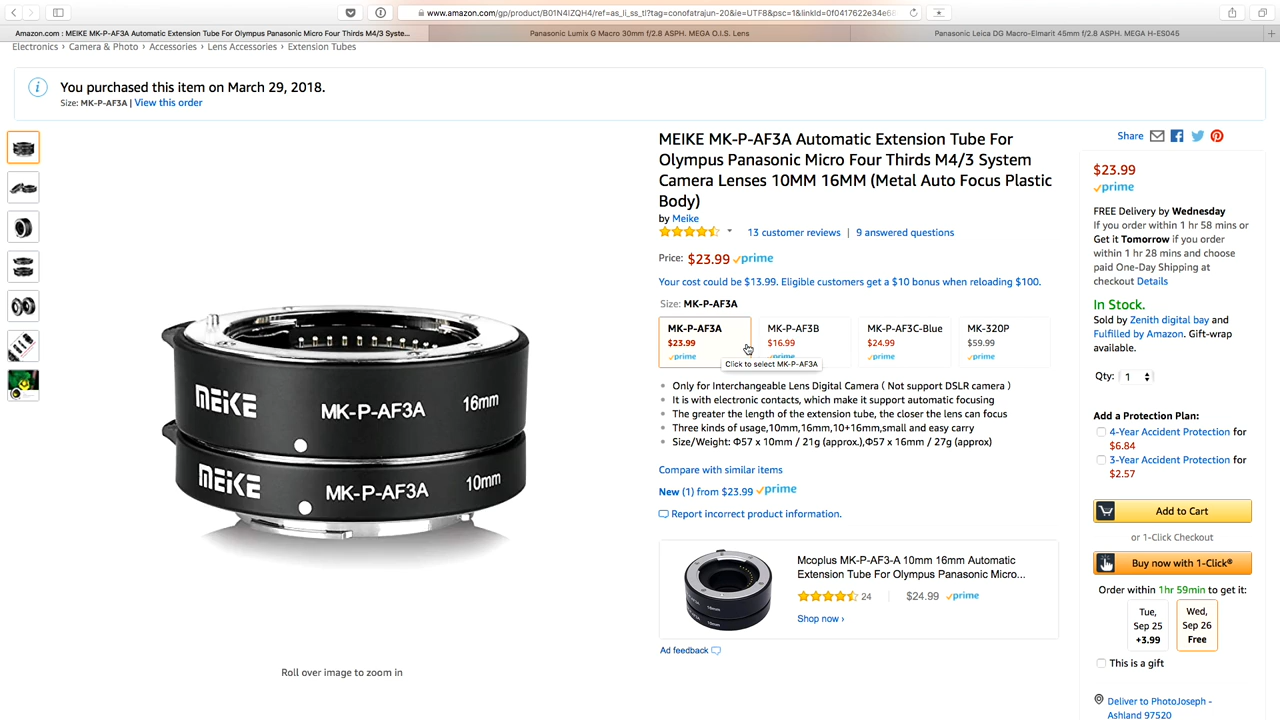 www.amazon.com/gp/product/B01N4IZQH4/ref=as_li_ss_tl?tag=conofatrajun-20&ie=UTF8&psc=1&linkId=0f0417622e34e68
Amazon.com : MEIKE MK-P-AF3A Automatic Extension Tube For Olympus Panasonic Micro Four Thirds M4/3 Syste...
Panasonic Lumix G Macro 30mm f/2.8 ASPH. MEGA O.I.S. Lens
Panasonic Leica DG Macro-Elmarit 45mm f/2.8 ASPH. MEGA H-ES045
Electronics › Camera & Photo › Accessories › Lens Accessories › Extension Tubes
You purchased this item on March 29, 2018.
Size: MK-P-AF3A | View this order
MEIKE MK-P-AF3A 16mm
MEIKE MK-P-AF3A 10mm
Roll over image to zoom in
MEIKE MK-P-AF3A Automatic Extension Tube For
Olympus Panasonic Micro Four Thirds M4/3 System
Camera Lenses 10MM 16MM (Metal Auto Focus Plastic
Body)
by Meike
13 customer reviews | 9 answered questions
Price: $23.99 prime
Your cost could be $13.99. Eligible customers get a $10 bonus when reloading $100.
Size: MK-P-AF3A
MK-P-AF3A
$23.99
prime
MK-P-AF3B
$16.99
prime
MK-P-AF3C-Blue
$24.99
prime
MK-320P
$59.99
prime
Click to select MK-P-AF3A
• Only for Interchangeable Lens Digital Camera ( Not support DSLR camera )
• It is with electronic contacts, which make it support automatic focusing
• The greater the length of the extension tube, the closer the lens can focus
• Three kinds of usage,10mm,16mm,10+16mm,small and easy carry
• Size/Weight: Φ57 x 10mm / 21g (approx.),Φ57 x 16mm / 27g (approx)
Compare with similar items
New (1) from $23.99 prime
Report incorrect product information.
Mcoplus MK-P-AF3-A 10mm 16mm Automatic
Extension Tube For Olympus Panasonic Micro...
24 | $24.99 prime
Shop now ›
Ad feedback
Share
$23.99
prime
FREE Delivery by Wednesday
If you order within 1 hr 58 mins or
Get it Tomorrow if you order
within 1 hr 28 mins and choose
paid One-Day Shipping at
checkout Details
In Stock.
Sold by Zenith digital bay and
Fulfilled by Amazon. Gift-wrap
available.
Qty: 1
Add a Protection Plan:
4-Year Accident Protection for
$6.84
3-Year Accident Protection for
$2.57
Add to Cart
or 1-Click Checkout
Buy now with 1-Click®
Order within 1hr 59min to get it:
Tue,
Sep 25
+3.99
Wed,
Sep 26
Free
This is a gift
Deliver to PhotoJoseph -
Ashland 97520